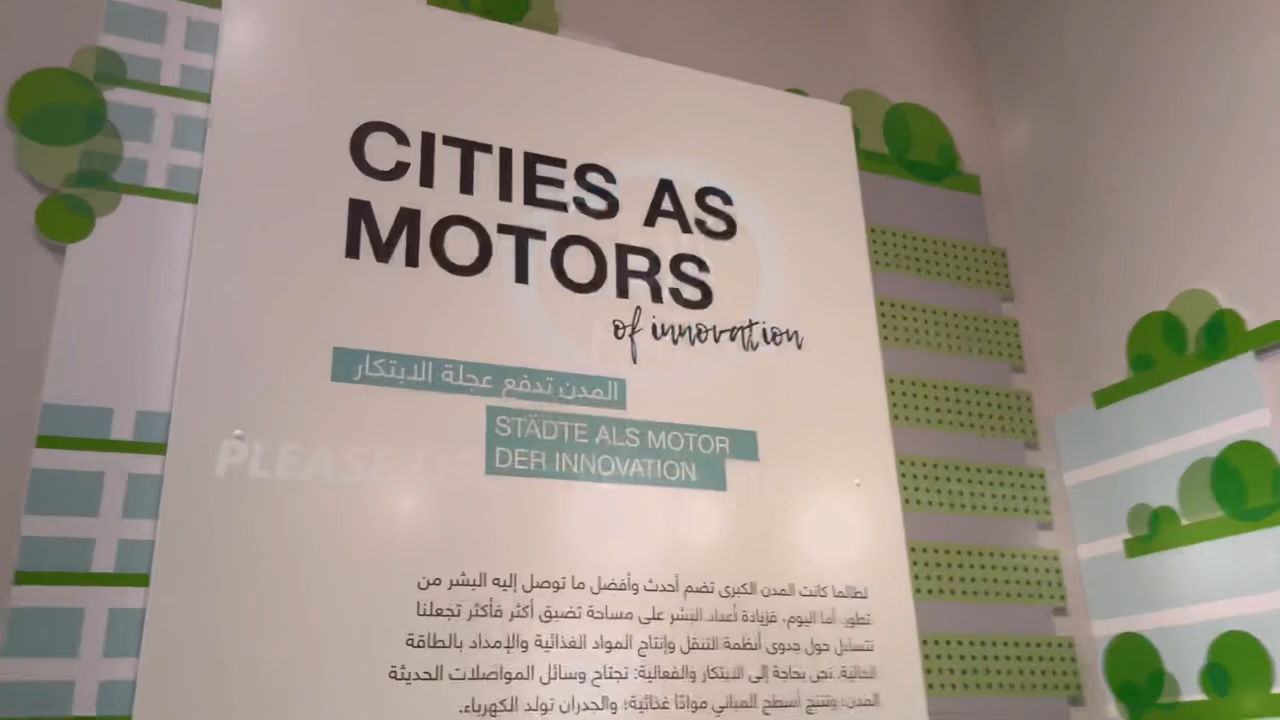 CITIES AS
MOTORS
of innovation
المدن تدفع عجلة الابتكار
STÄDTE ALS MOTOR
DER INNOVATION
PLEASE
لطالما كانت المدن الكبرى تضم أحدث وأفضل ما توصل إليه البشر من
تطور. أما اليوم، فزيادة أعداد البشر على مساحة تضيق أكثر فأكثر تجعلنا
نتساءل حول جدوى أنظمة التنقل وإنتاج المواد الغذائية والإمداد بالطاقة
الحالية. نحن بحاجة إلى الابتكار والفعالية: تجتاح وسائل المواصلات الحديثة
المدن؛ وتنتج أسطح المباني موادًا غذائية؛ والجدران تولد الكهرباء.